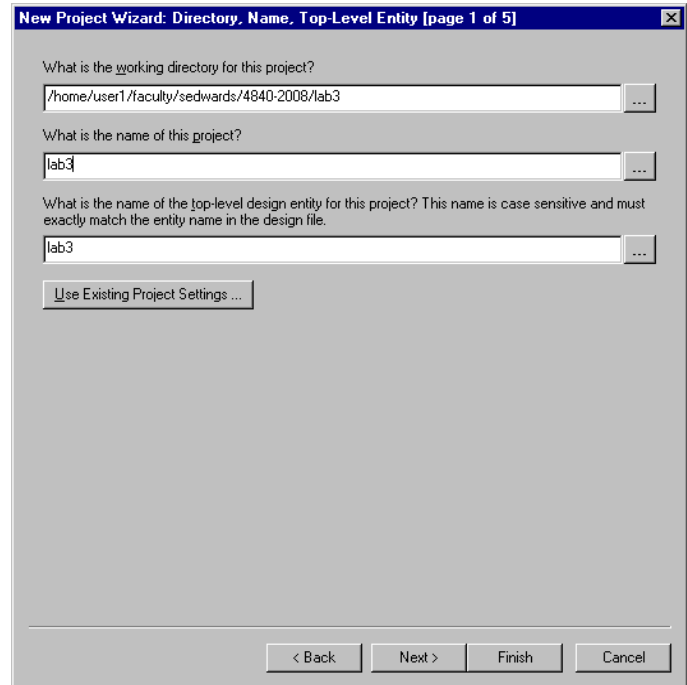 New Project Wizard: Directory, Name, Top-Level Entity [page 1 of 5]
What is the working directory for this project?
/home/user1/faculty/sedwards/4840-2008/lab3
...
What is the name of this project?
lab3
...
What is the name of the top-level design entity for this project? This name is case sensitive and must
exactly match the entity name in the design file.
lab3
...
Use Existing Project Settings ...
< Back Next > Finish Cancel